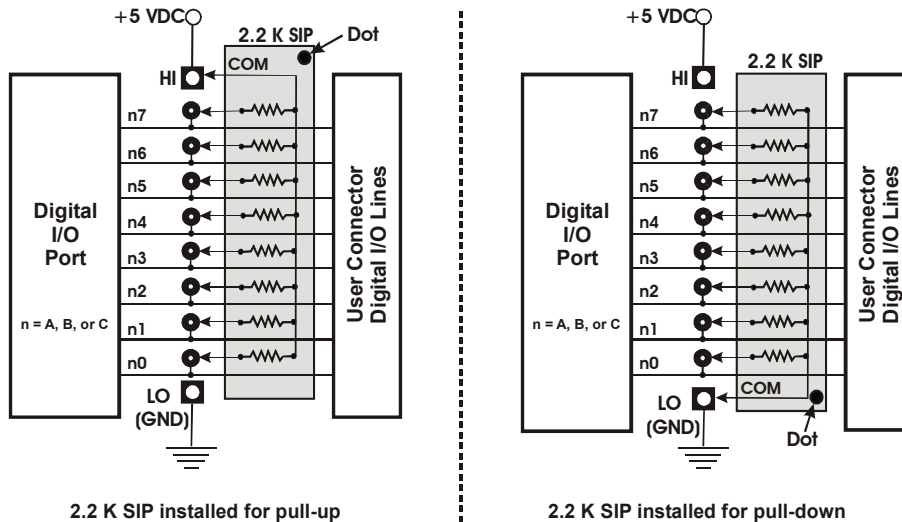 +5 VDC
2.2 K SIP
Dot
HI
COM
n7
n6
n5
n4
n3
n2
n1
n0
Digital
I/O
Port
n = A, B, or C
User Connector
Digital I/O Lines
LO
(GND)
2.2 K SIP installed for pull-up
+5 VDC
2.2 K SIP
HI
n7
n6
n5
n4
n3
n2
n1
n0
Digital
I/O
Port
n = A, B, or C
User Connector
Digital I/O Lines
COM
LO
(GND)
Dot
2.2 K SIP installed for pull-down